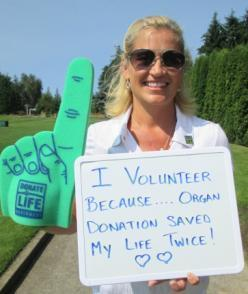 DONATE
LIFE
I VOLUNTEER
BECAUSE.... ORGAN
DONATION SAVED
MY LIFE TWICE!